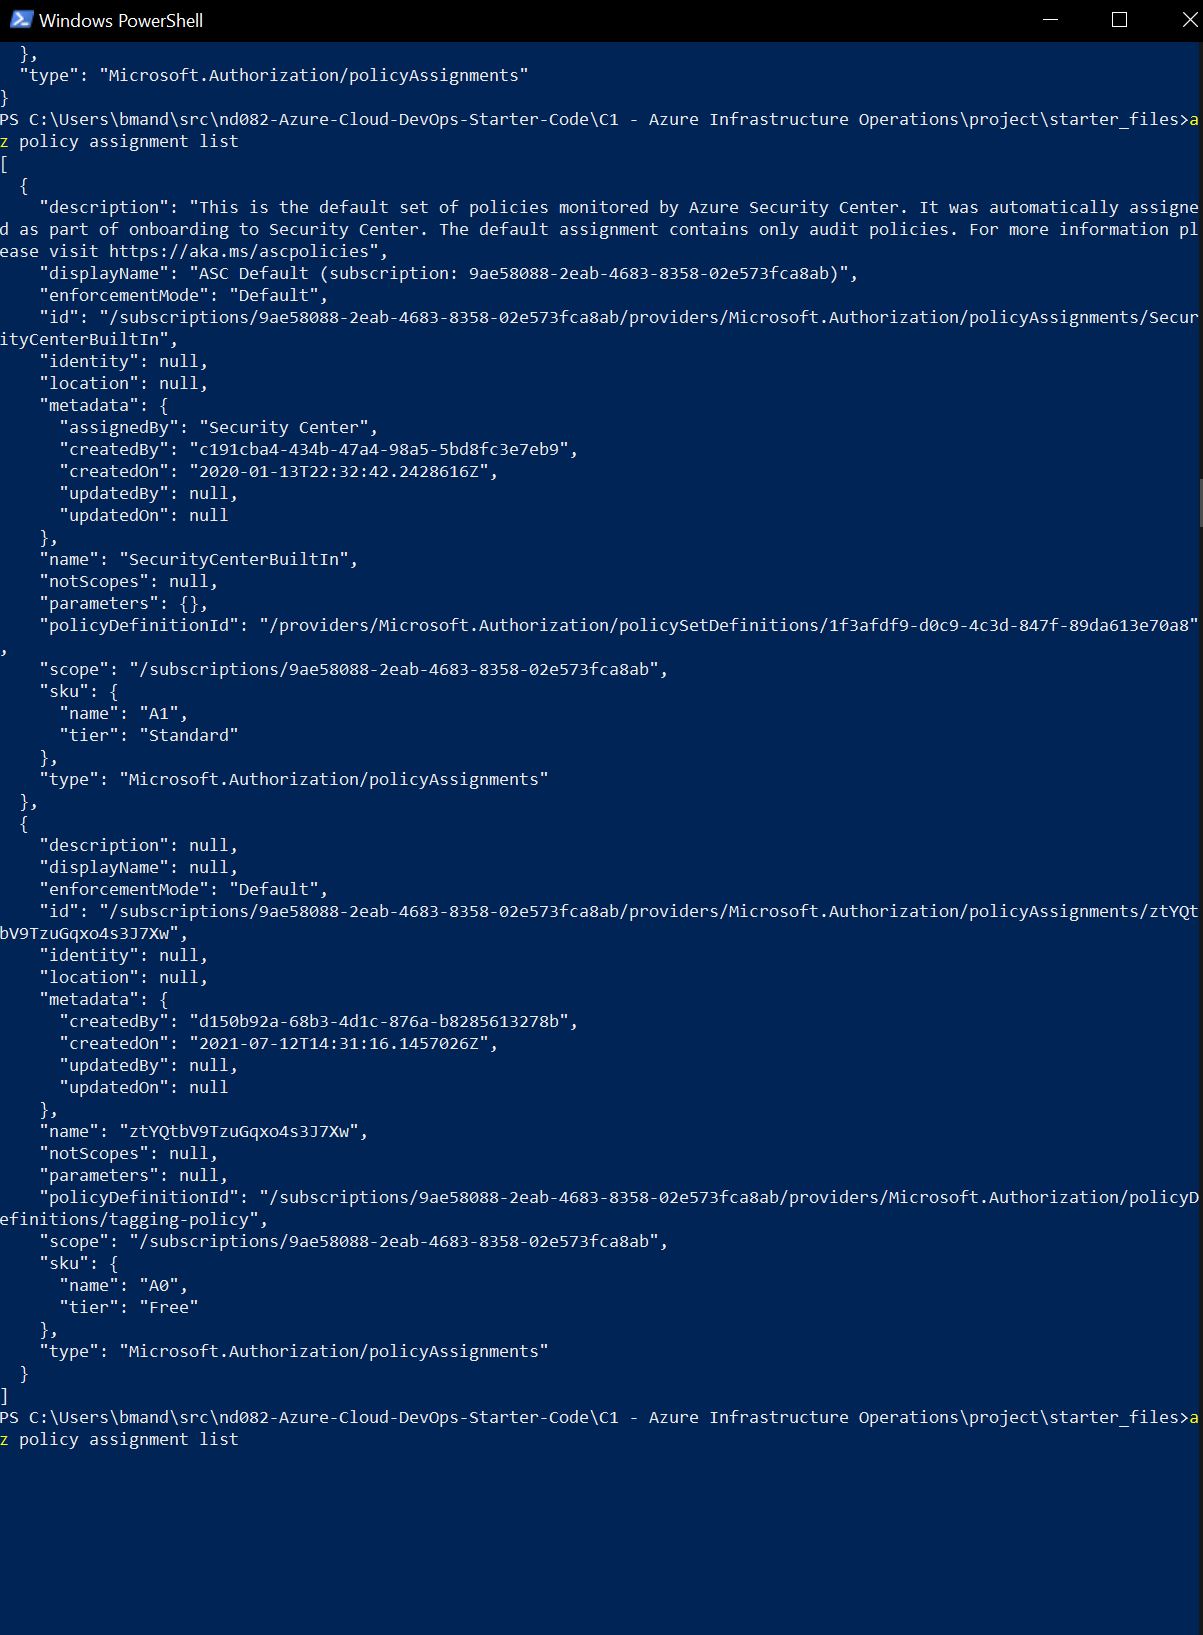 Windows PowerShell
  },
  "type": "Microsoft.Authorization/policyAssignments"
}
PS C:\Users\bmand\src\nd082-Azure-Cloud-DevOps-Starter-Code\C1 - Azure Infrastructure Operations\project\starter_files>a
z policy assignment list
[
  {
    "description": "This is the default set of policies monitored by Azure Security Center. It was automatically assigne
d as part of onboarding to Security Center. The default assignment contains only audit policies. For more information pl
ease visit https://aka.ms/ascpolicies",
    "displayName": "ASC Default (subscription: 9ae58088-2eab-4683-8358-02e573fca8ab)",
    "enforcementMode": "Default",
    "id": "/subscriptions/9ae58088-2eab-4683-8358-02e573fca8ab/providers/Microsoft.Authorization/policyAssignments/Secur
ityCenterBuiltIn",
    "identity": null,
    "location": null,
    "metadata": {
      "assignedBy": "Security Center",
      "createdBy": "c191cba4-434b-47a4-98a5-5bd8fc3e7eb9",
      "createdOn": "2020-01-13T22:32:42.2428616Z",
      "updatedBy": null,
      "updatedOn": null
    },
    "name": "SecurityCenterBuiltIn",
    "notScopes": null,
    "parameters": {},
    "policyDefinitionId": "/providers/Microsoft.Authorization/policySetDefinitions/1f3afdf9-d0c9-4c3d-847f-89da613e70a8"
,
    "scope": "/subscriptions/9ae58088-2eab-4683-8358-02e573fca8ab",
    "sku": {
      "name": "A1",
      "tier": "Standard"
    },
    "type": "Microsoft.Authorization/policyAssignments"
  },
  {
    "description": null,
    "displayName": null,
    "enforcementMode": "Default",
    "id": "/subscriptions/9ae58088-2eab-4683-8358-02e573fca8ab/providers/Microsoft.Authorization/policyAssignments/ztYQt
bV9TzuGqxo4s3J7Xw",
    "identity": null,
    "location": null,
    "metadata": {
      "createdBy": "d150b92a-68b3-4d1c-876a-b8285613278b",
      "createdOn": "2021-07-12T14:31:16.1457026Z",
      "updatedBy": null,
      "updatedOn": null
    },
    "name": "ztYQtbV9TzuGqxo4s3J7Xw",
    "notScopes": null,
    "parameters": null,
    "policyDefinitionId": "/subscriptions/9ae58088-2eab-4683-8358-02e573fca8ab/providers/Microsoft.Authorization/policyD
efinitions/tagging-policy",
    "scope": "/subscriptions/9ae58088-2eab-4683-8358-02e573fca8ab",
    "sku": {
      "name": "A0",
      "tier": "Free"
    },
    "type": "Microsoft.Authorization/policyAssignments"
  }
]
PS C:\Users\bmand\src\nd082-Azure-Cloud-DevOps-Starter-Code\C1 - Azure Infrastructure Operations\project\starter_files>a
z policy assignment list